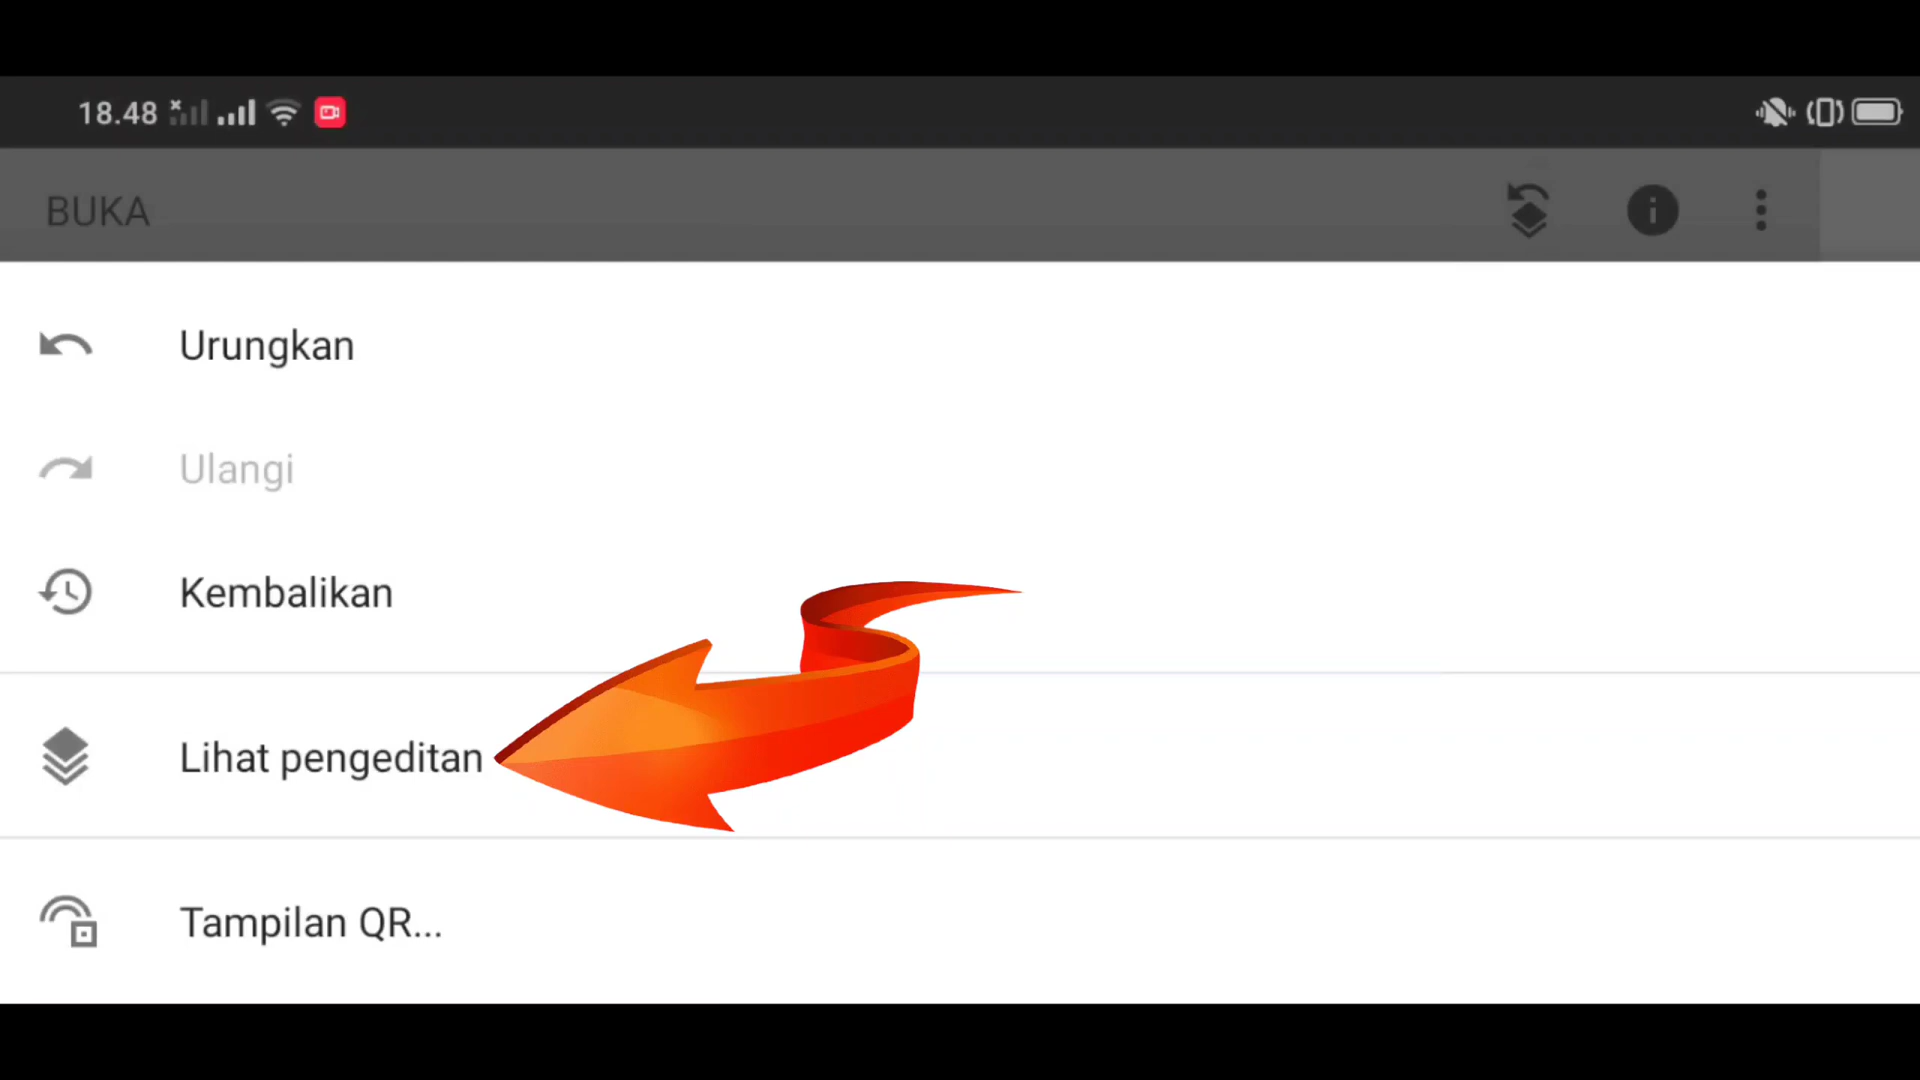 18.48
BUKA
Urungkan
Ulangi
Kembalikan
Lihat pengeditan
Tampilan QR...